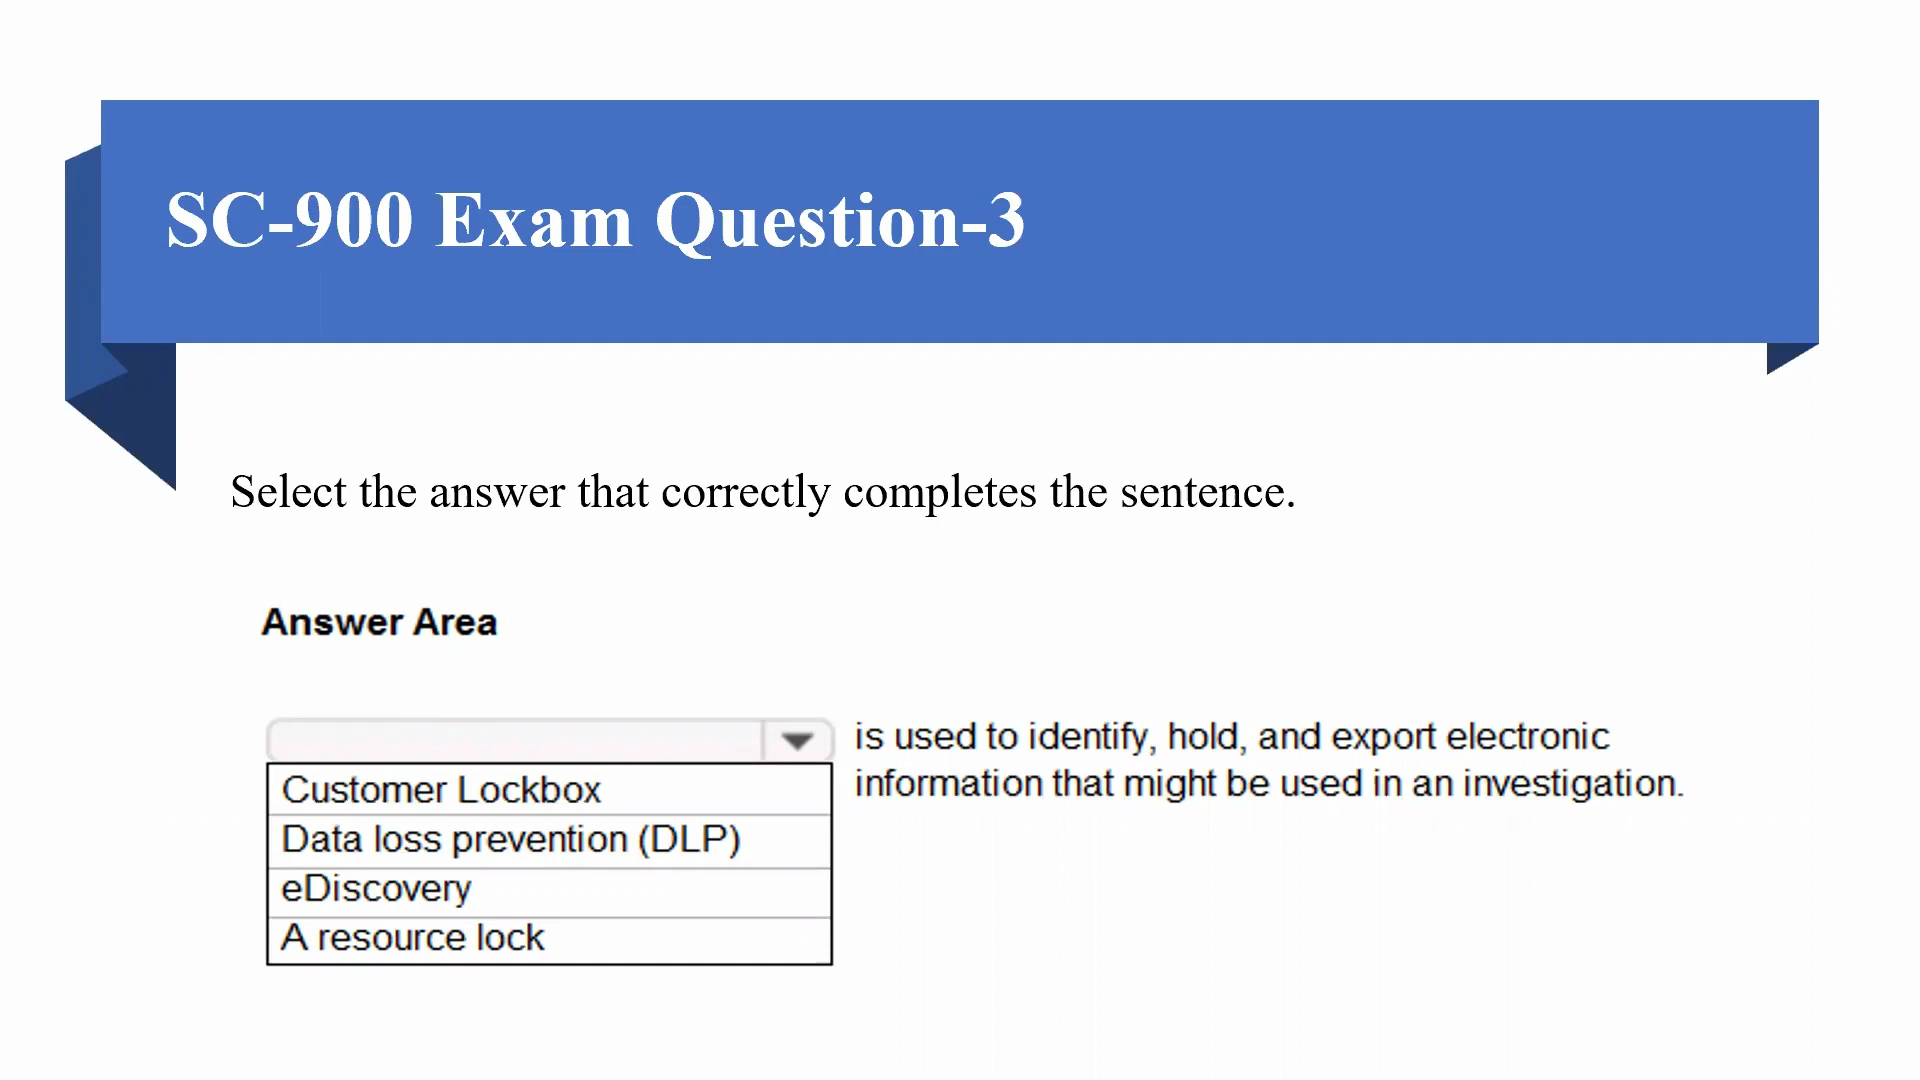 SC-900 Exam Question-3
Select the answer that correctly completes the sentence.
Answer Area
is used to identify, hold, and export electronic
information that might be used in an investigation.
Customer Lockbox
Data loss prevention (DLP)
eDiscovery
A resource lock